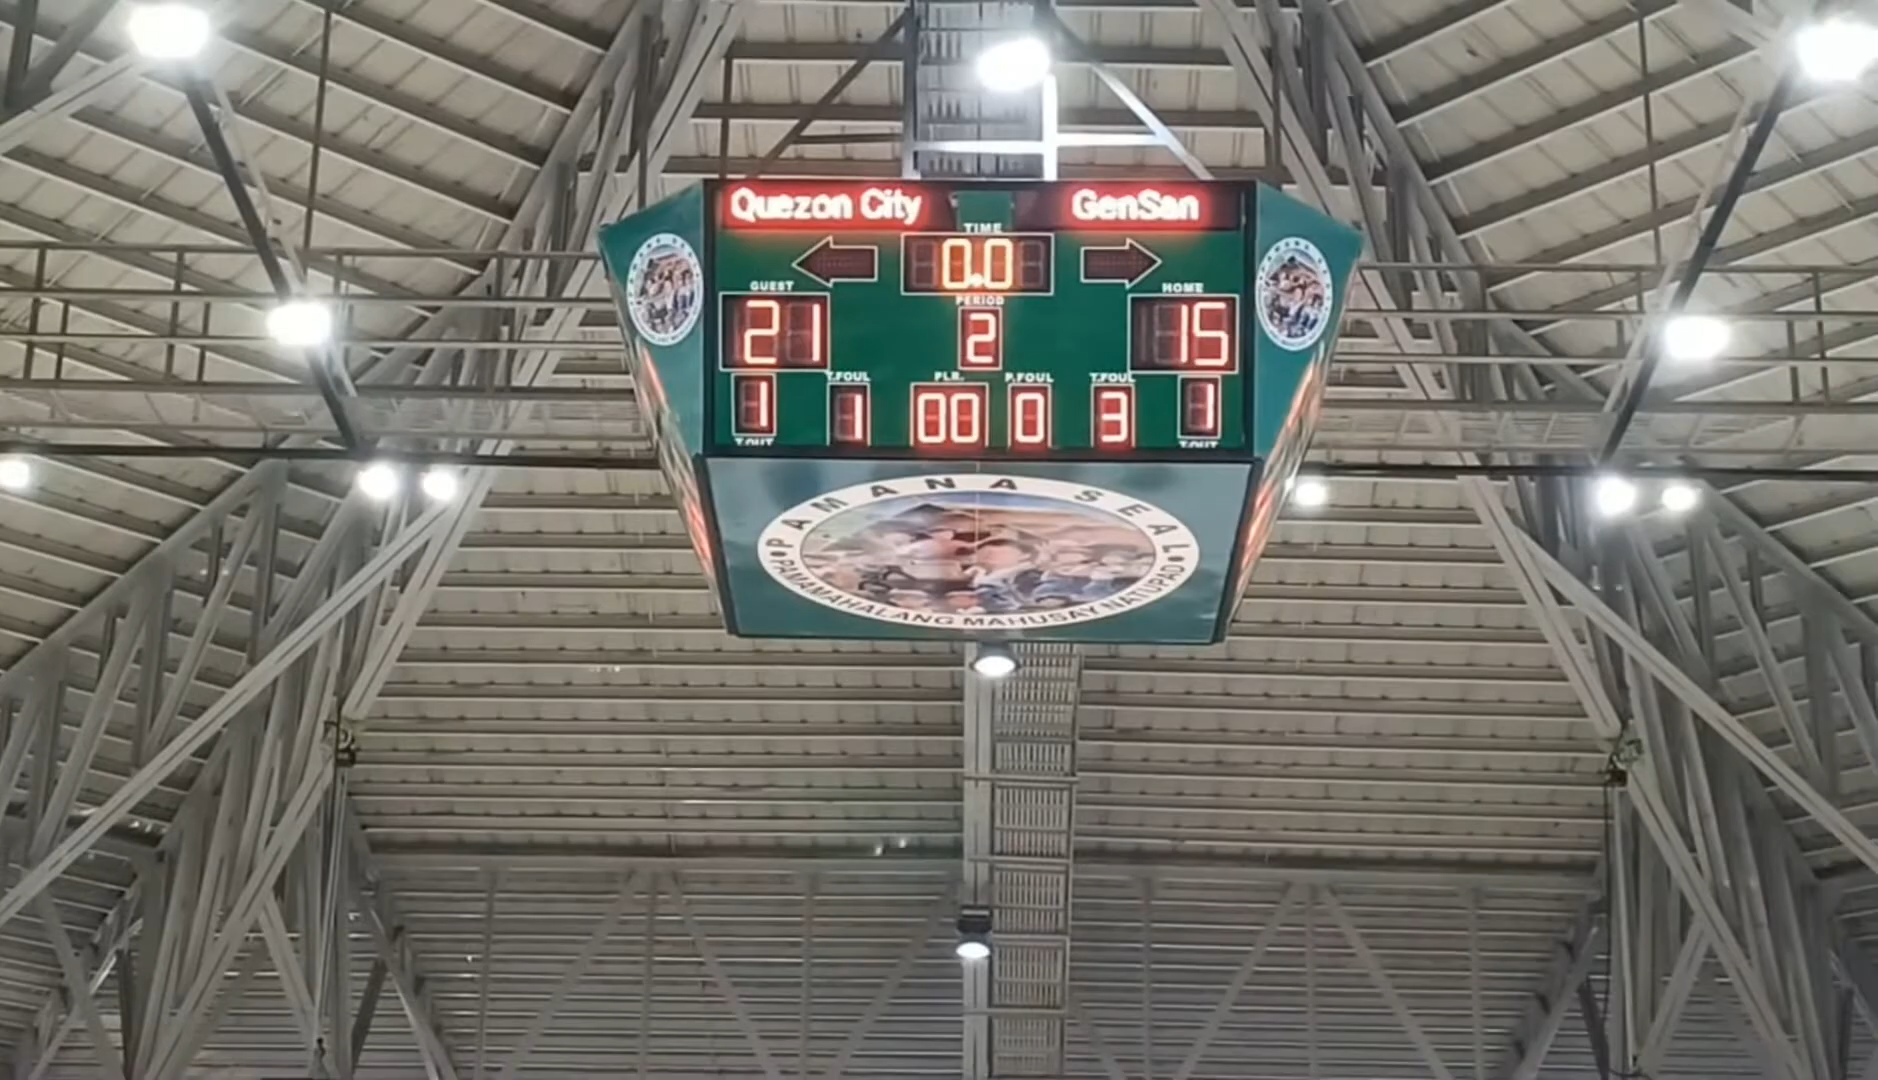 Quezon City GenSan
TIME
0.0
GUEST HOME
PERIOD
21 2 15
T.FOUL PLR. P.FOUL T.FOUL
1 1 00 0 3 1
T.OUT T.OUT
PAMANA SEAL
PAMAHALANG MAHUSAY NATUPAD